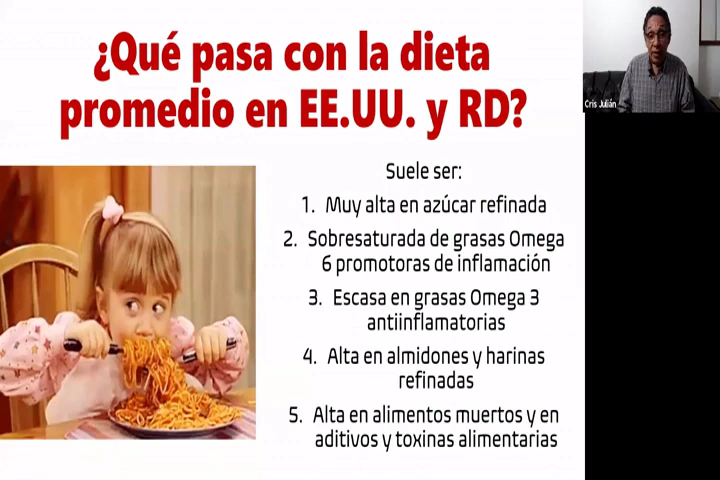 ¿Qué pasa con la dieta
promedio en EE.UU. y RD?
Suele ser:
1. Muy alta en azúcar refinada
2. Sobresaturada de grasas Omega
6 promotoras de inflamación
3. Escasa en grasas Omega 3
antiinflamatorias
4. Alta en almidones y harinas
refinadas
5. Alta en alimentos muertos y en
aditivos y toxinas alimentarias
Cris Julián